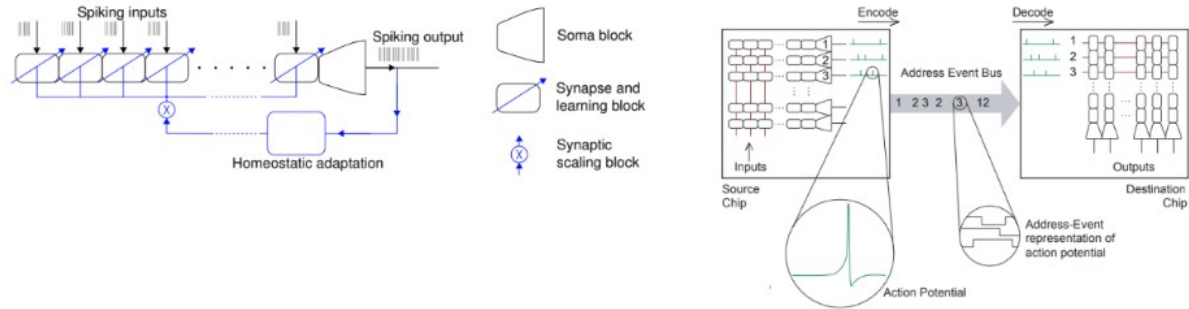 Spiking inputs
Spiking output
X
Homeostatic adaptation
Soma block
Synapse and
learning block
X
Synaptic
scaling block
Encode
Decode
1
2
3
Inputs
Source
Chip
Address Event Bus
1 2 3 2 3 12
1
2
3
Outputs
Destination
Chip
Address-Event
representation of
action potential
Action Potential